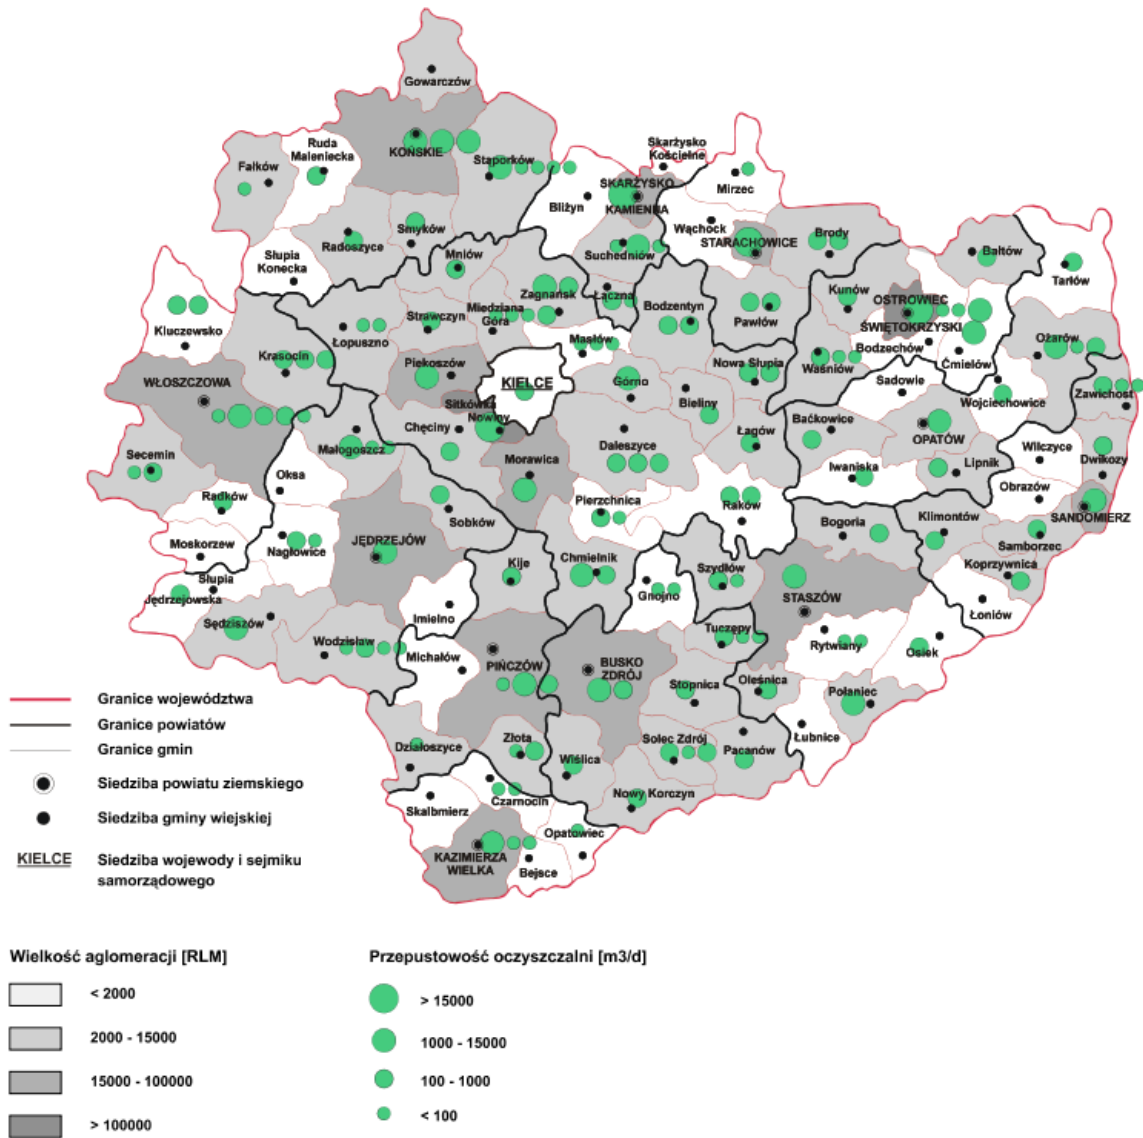 Gowarczów
KOŃSKIE
Ruda
Maleniecka
Fałków
Stąporków
Skarżysko
Kościelne
SKARŻYSKO
KAMIENNA
Mirzec
Bliżyn
Wąchock
STARACHOWICE
Radoszyce
Smyków
Słupia
Konecka
Mniów
Suchedniów
Brody
Bałtów
Tarłów
Zagnańsk
Łączna
Bodzentyn
Pawłów
Kunów
OSTROWIEC
ŚWIĘTOKRZYSKI
Bodzechów
Ćmielów
Ożarów
Kluczewsko
Łopuszno
Strawczyn
Miedziana
Góra
Masłów
Krasocin
Piekoszów
KIELCE
Górno
Nowa Słupia
Waśniów
Sadowie
Wojciechowice
Zawichost
WŁOSZCZOWA
Sitkówka
Nowiny
Bieliny
Baćkowice
OPATÓW
Małogoszcz
Chęciny
Daleszyce
Łagów
Secemin
Oksa
Morawica
Iwaniska
Lipnik
Wilczyce
Dwikozy
Radków
Sobków
Pierzchnica
Raków
Obrazów
SANDOMIERZ
Moskorzew
Nagłowice
JĘDRZEJÓW
Bogoria
Klimontów
Samborzec
Kije
Chmielnik
Szydłów
Koprzywnica
Słupia
Jędrzejowska
Imielno
Gnojno
STASZÓW
Łoniów
Sędziszów
Wodzisław
Michałów
PIŃCZÓW
BUSKO
ZDRÓJ
Tuczępy
Rytwiany
Osiek
Stopnica
Oleśnica
Połaniec
Łubnice
Działoszyce
Złota
Wiślica
Solec Zdrój
Pacanów
Nowy Korczyn
Skalbmierz
Czarnocin
Opatowiec
KAZIMIERZA
WIELKA
Bejsce
Granice województwa
Granice powiatów
Granice gmin
Siedziba powiatu ziemskiego
Siedziba gminy wiejskiej
KIELCE
Siedziba wojewody i sejmiku
samorządowego
Wielkość aglomeracji [RLM]
< 2000
2000 - 15000
15000 - 100000
> 100000
Przepustowość oczyszczalni [m3/d]
> 15000
1000 - 15000
100 - 1000
< 100